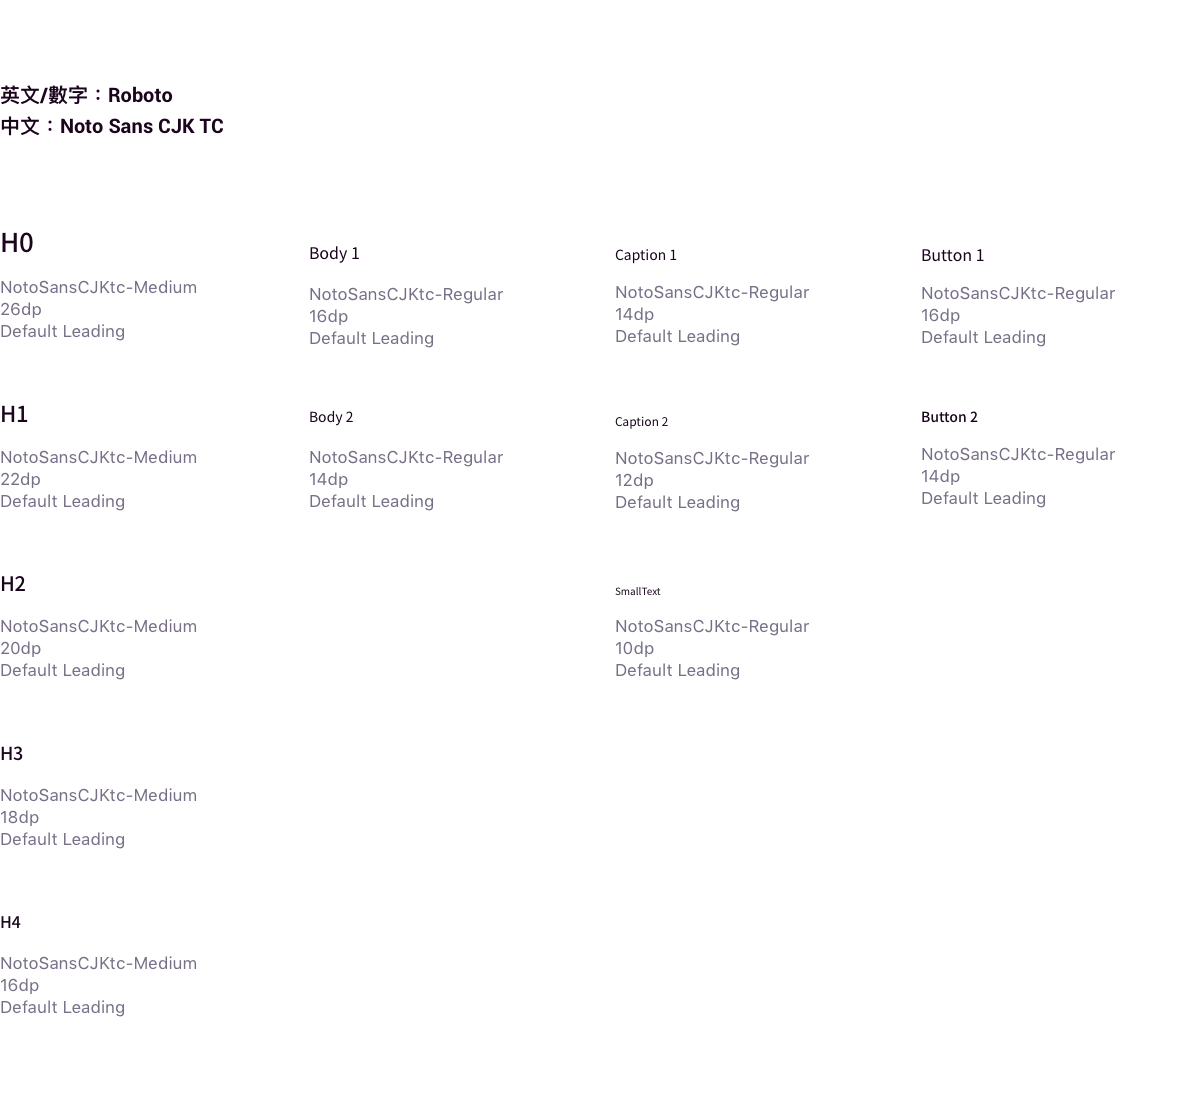 英文/數字：Roboto
中文：Noto Sans CJK TC
H0
NotoSansCJKtc-Medium
26dp
Default Leading
Body 1
NotoSansCJKtc-Regular
16dp
Default Leading
Caption 1
NotoSansCJKtc-Regular
14dp
Default Leading
Button 1
NotoSansCJKtc-Regular
16dp
Default Leading
H1
NotoSansCJKtc-Medium
22dp
Default Leading
Body 2
NotoSansCJKtc-Regular
14dp
Default Leading
Caption 2
NotoSansCJKtc-Regular
12dp
Default Leading
Button 2
NotoSansCJKtc-Regular
14dp
Default Leading
H2
NotoSansCJKtc-Medium
20dp
Default Leading
SmallText
NotoSansCJKtc-Regular
10dp
Default Leading
H3
NotoSansCJKtc-Medium
18dp
Default Leading
H4
NotoSansCJKtc-Medium
16dp
Default Leading